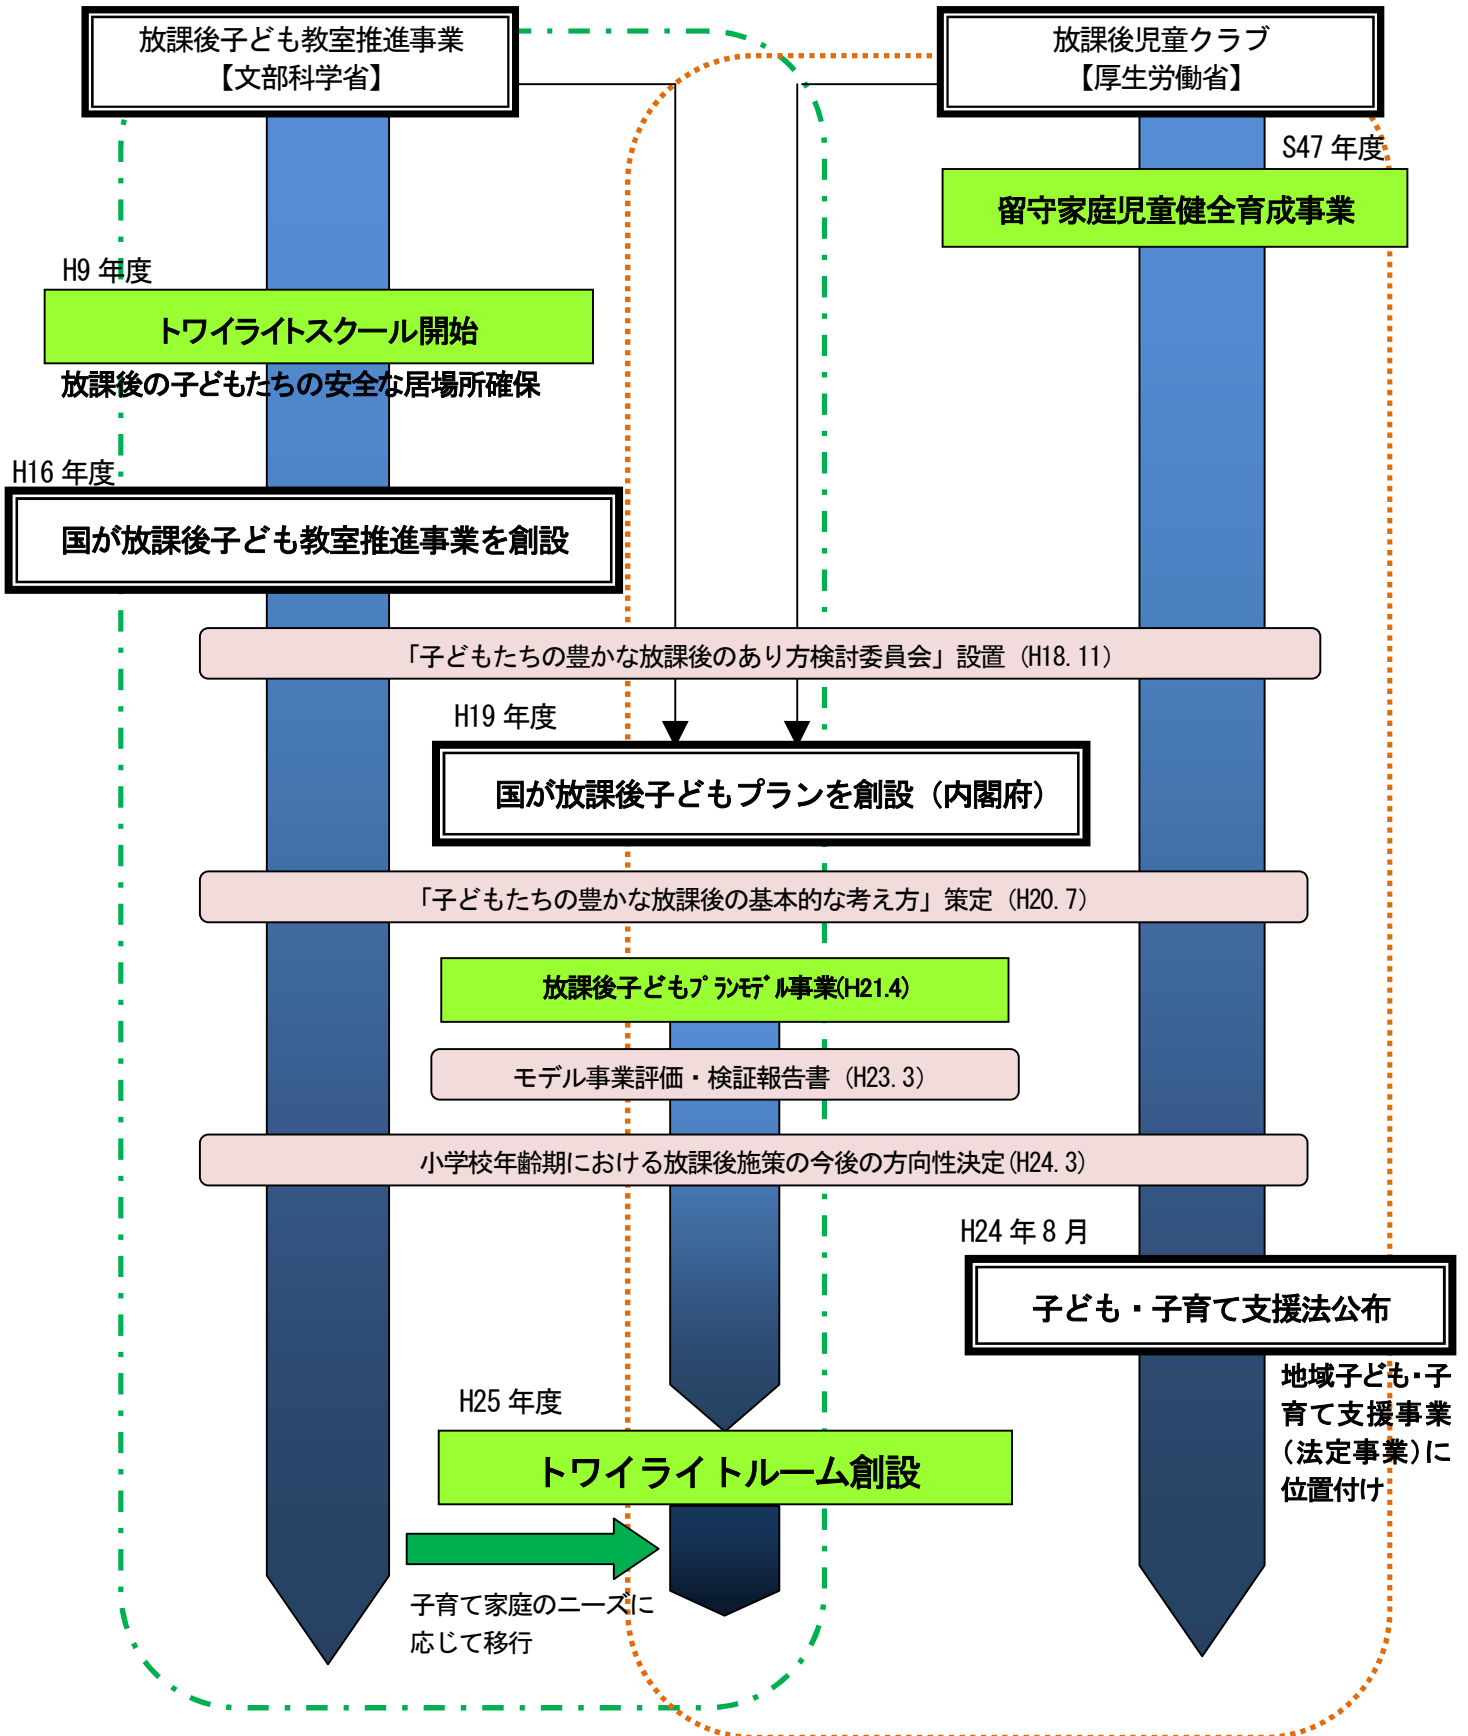 放課後子ども教室推進事業
【文部科学省】
放課後児童クラブ
【厚生労働省】
S47 年度
留守家庭児童健全育成事業
H9 年度
トワイライトスクール開始
放課後の子どもたちの安全な居場所確保
H16 年度
国が放課後子ども教室推進事業を創設
「子どもたちの豊かな放課後のあり方検討委員会」設置（H18.11）
H19 年度
国が放課後子どもプランを創設（内閣府）
「子どもたちの豊かな放課後の基本的な考え方」策定（H20.7）
放課後子どもﾌﾟﾗﾝﾓﾃﾞﾙ事業(H21.4)
モデル事業評価・検証報告書（H23.3）
小学校年齢期における放課後施策の今後の方向性決定(H24.3)
H24 年 8 月
子ども・子育て支援法公布
地域子ども・子
育て支援事業
（法定事業）に
位置付け
H25 年度
トワイライトルーム創設
子育て家庭のニーズに
応じて移行